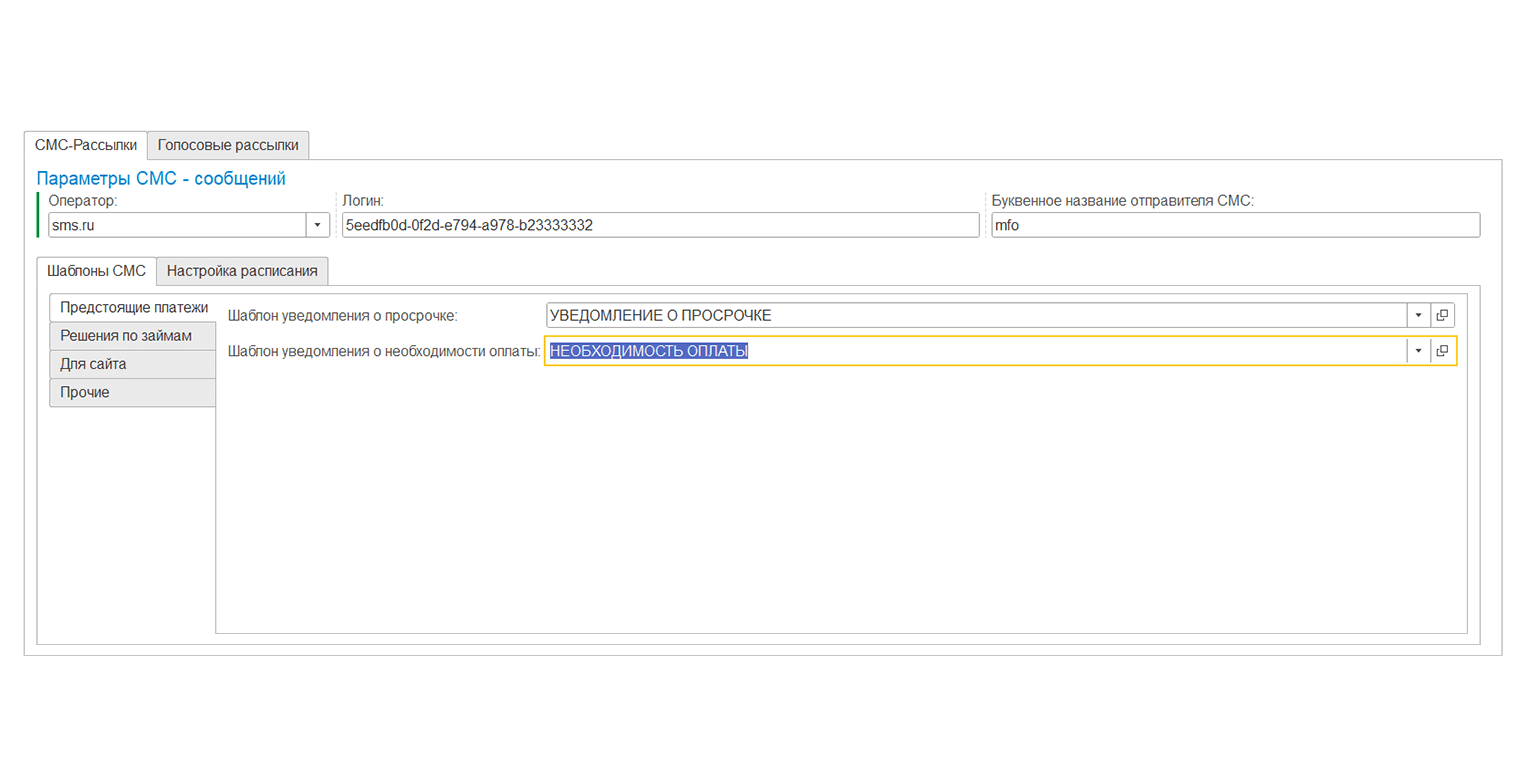 СМС-Рассылки Голосовые рассылки
Параметры СМС - сообщений
Оператор: Логин: Буквенное название отправителя СМС:
sms.ru 5eedfb0d-0f2d-e794-a978-b23333332 mfo
Шаблоны СМС Настройка расписания
Предстоящие платежи Шаблон уведомления о просрочке: УВЕДОМЛЕНИЕ О ПРОСРОЧКЕ
Решения по займам Шаблон уведомления о необходимости оплаты: НЕОБХОДИМОСТЬ ОПЛАТЫ
Для сайта
Прочие